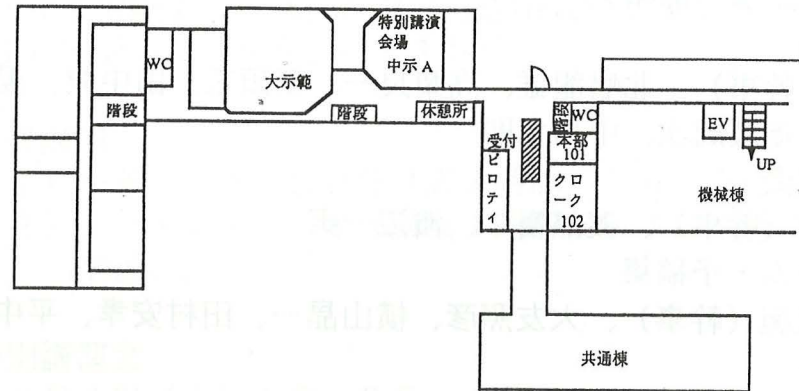 特別講演
会場
中示 A
大示範
WC
階段
階段
休憩所
階段
WC
受付
本部
101
ピロティ
クローク
102
EV
UP
機械棟
共通棟